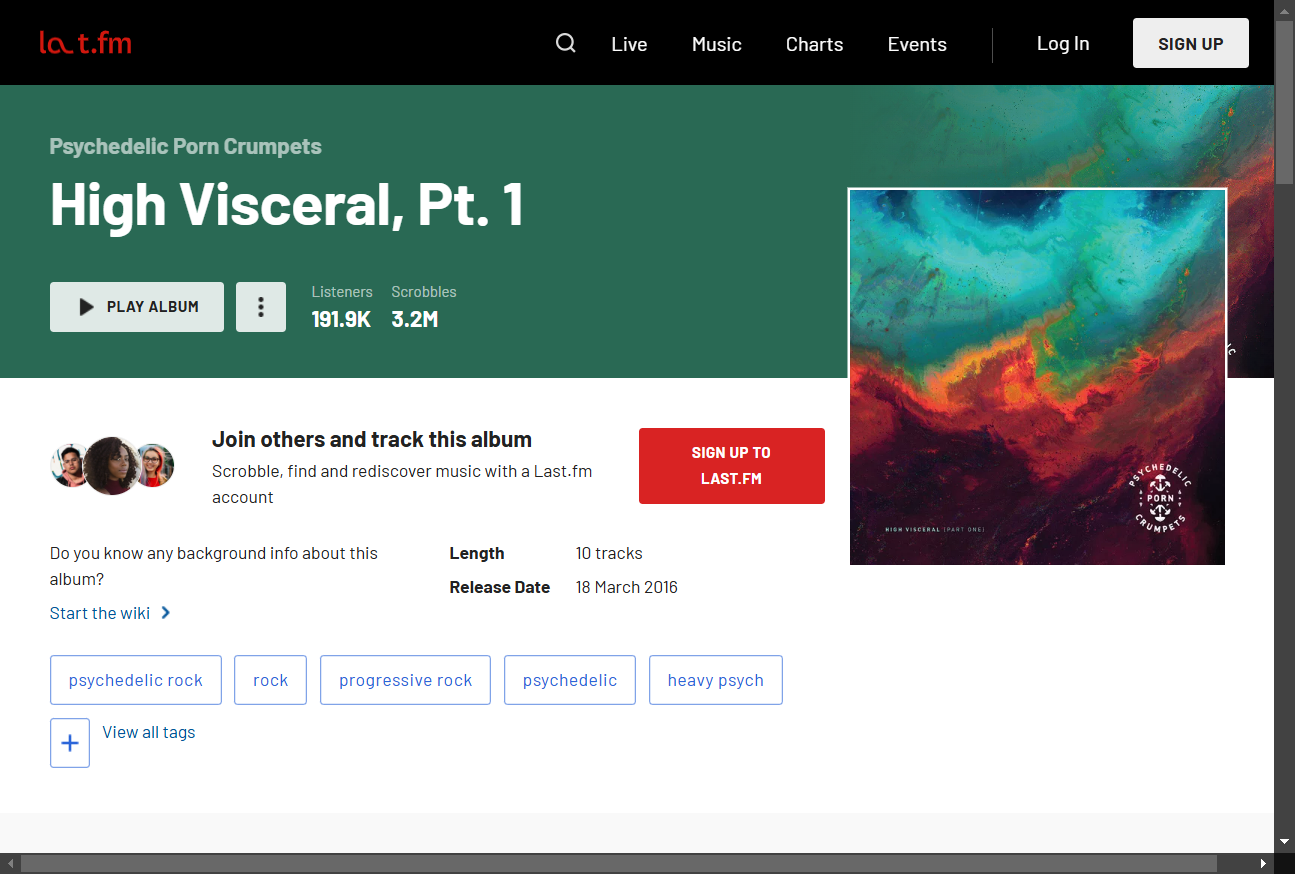 last.fm
Live
Music
Charts
Events
Log In
SIGN UP
Psychedelic Porn Crumpets
High Visceral, Pt. 1
PLAY ALBUM
Listeners
Scrobbles
191.9K
3.2M
Join others and track this album
Scrobble, find and rediscover music with a Last.fm
account
SIGN UP TO
LAST.FM
PSYCHEDELIC
PORN
CRUMPETS
HIGH VISCERAL (PART ONE)
Do you know any background info about this
album?
Start the wiki
Length
10 tracks
Release Date
18 March 2016
psychedelic rock
rock
progressive rock
psychedelic
heavy psych
View all tags